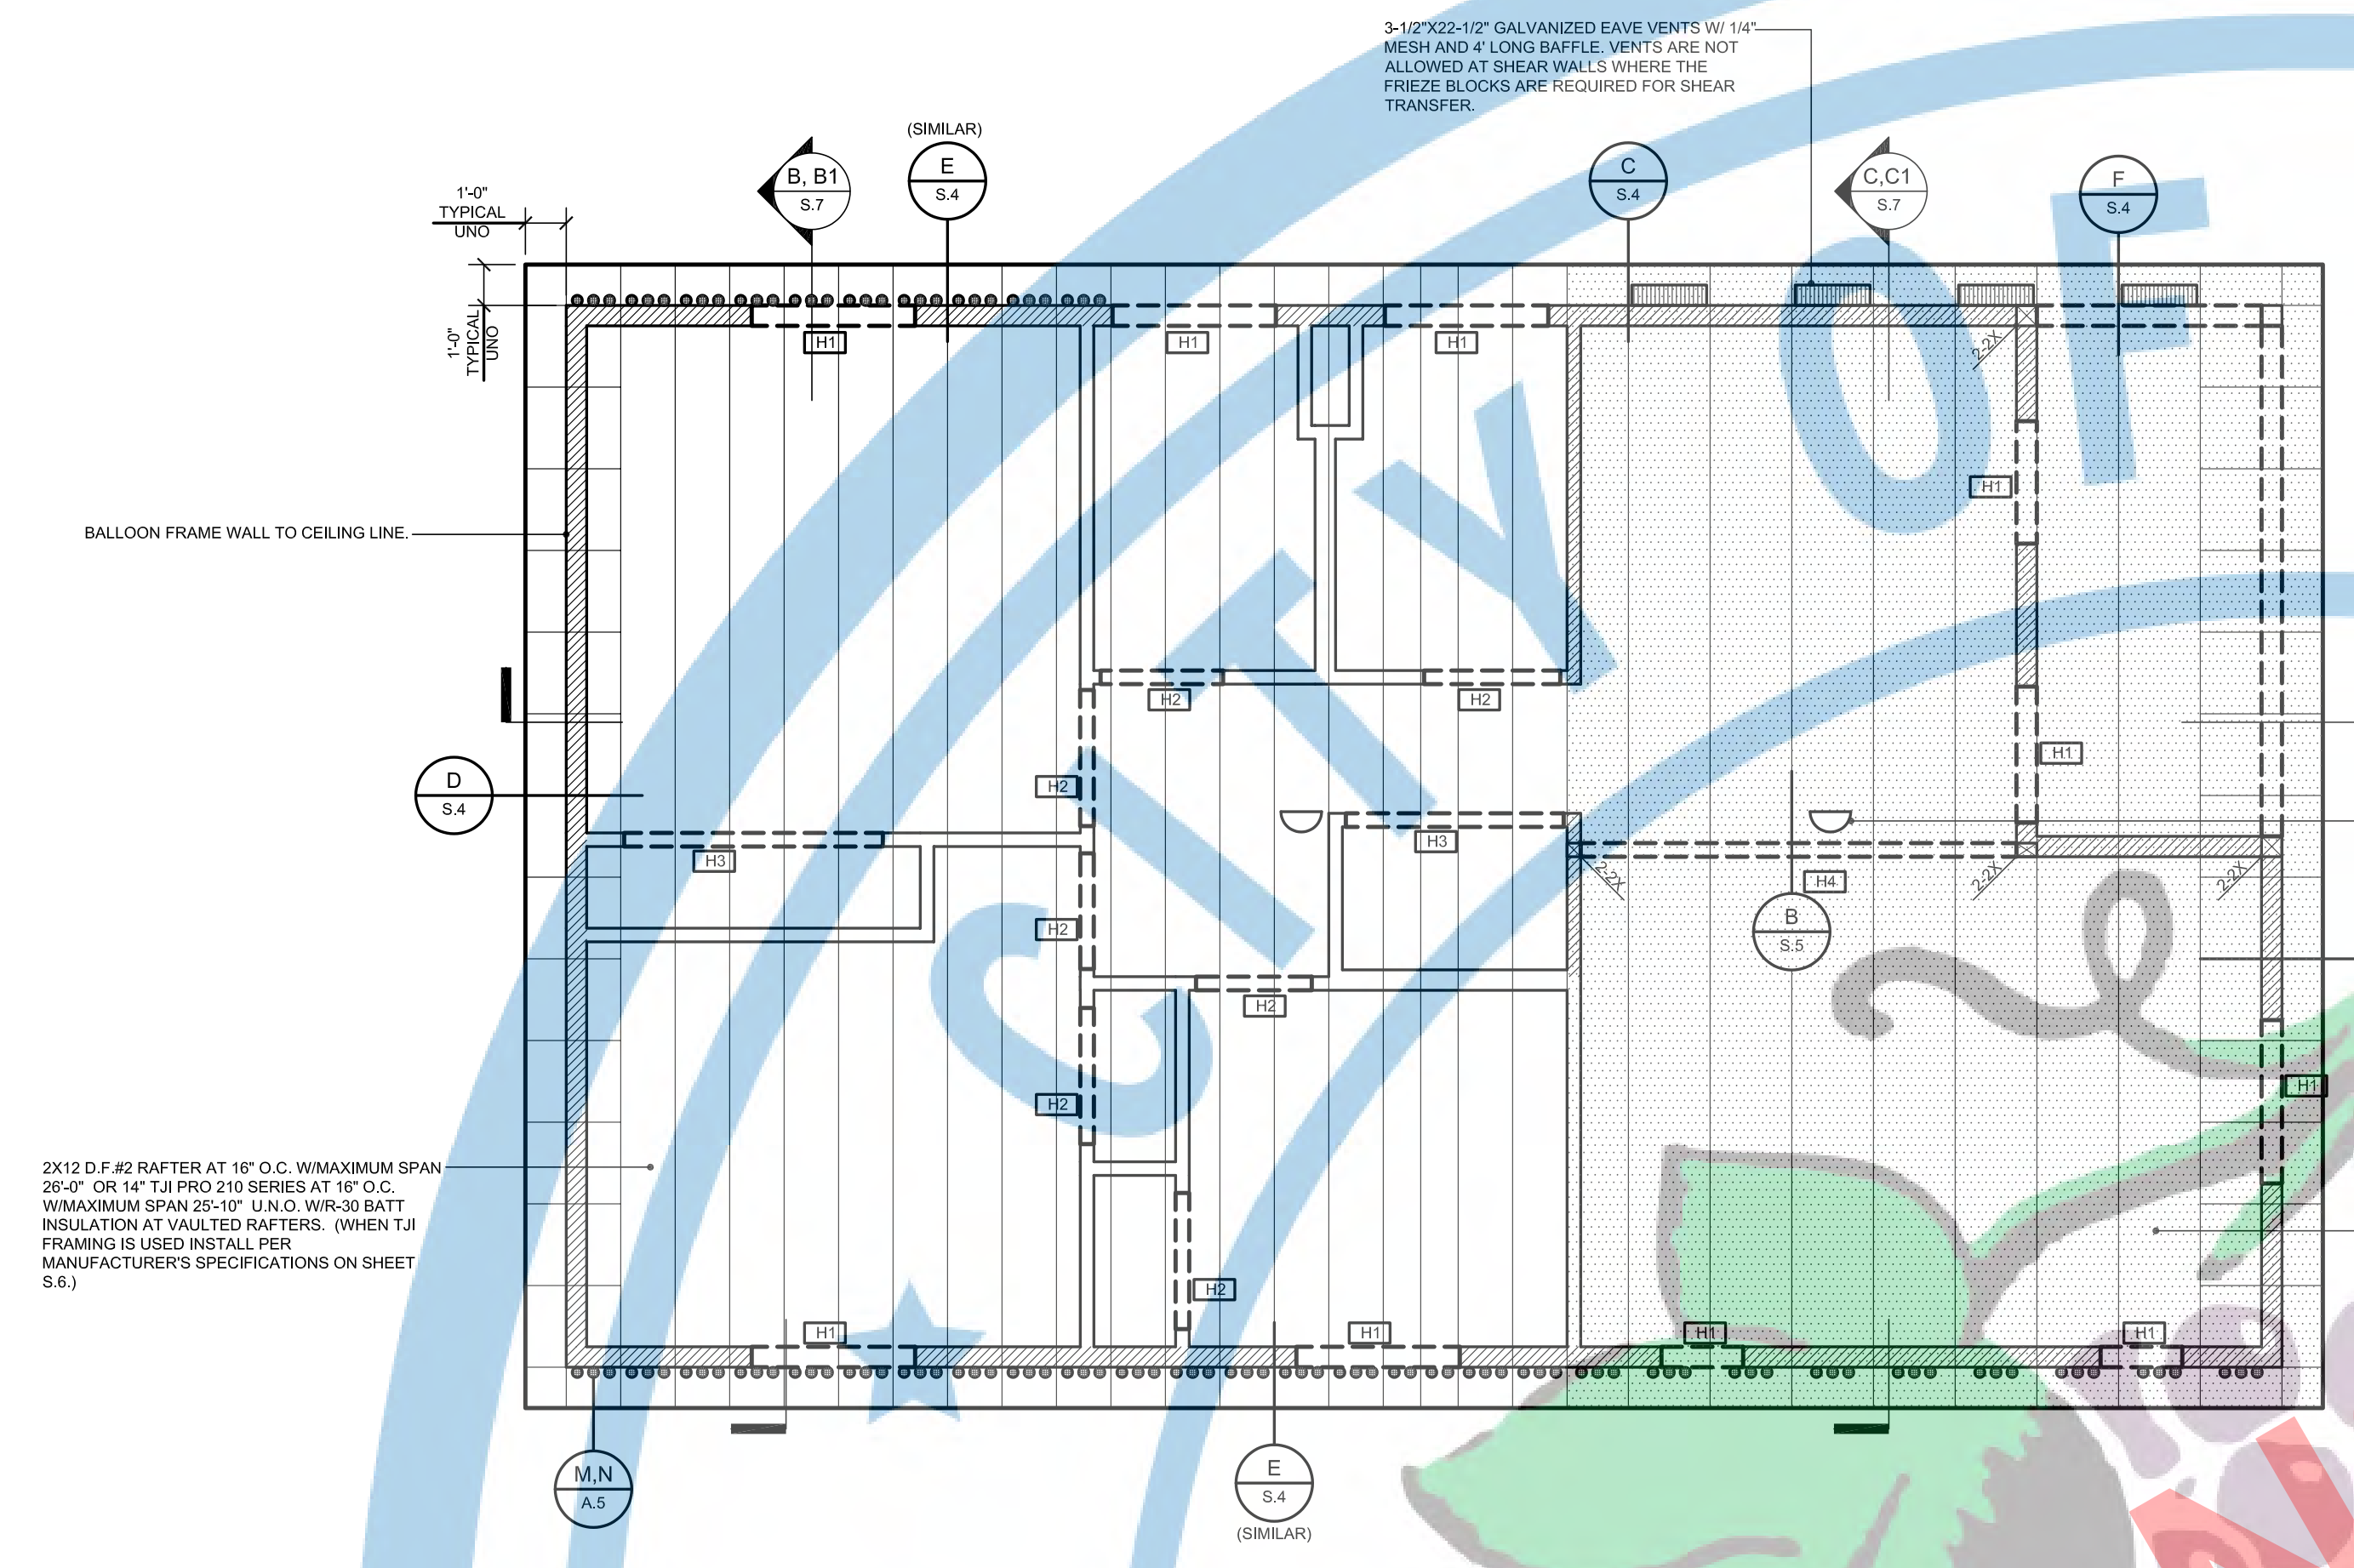 3-1/2"X22-1/2" GALVANIZED EAVE VENTS W/ 1/4"
MESH AND 4' LONG BAFFLE. VENTS ARE NOT
ALLOWED AT SHEAR WALLS WHERE THE
FRIEZE BLOCKS ARE REQUIRED FOR SHEAR
TRANSFER.
(SIMILAR)
B, B1
S.7
E
S.4
C
S.4
C,C1
S.7
F
S.4
1'-0"
TYPICAL
UNO
1'-0"
TYPICAL
UNO
H1
H1
H1
2-2X
OF
CITY
H1
BALLOON FRAME WALL TO CEILING LINE.
H2
H2
H1
D
S.4
H2
H3
H3
2-2X
H4
2-2X
2-2X
B
S.5
H2
H2
H2
H1
2X12 D.F.#2 RAFTER AT 16" O.C. W/MAXIMUM SPAN
26'-0" OR 14" TJI PRO 210 SERIES AT 16" O.C.
W/MAXIMUM SPAN 25'-10" U.N.O. W/R-30 BATT
INSULATION AT VAULTED RAFTERS. (WHEN TJI
FRAMING IS USED INSTALL PER
MANUFACTURER'S SPECIFICATIONS ON SHEET
S.6.)
H2
H1
H1
H1
H1
M,N
A.5
E
S.4
(SIMILAR)